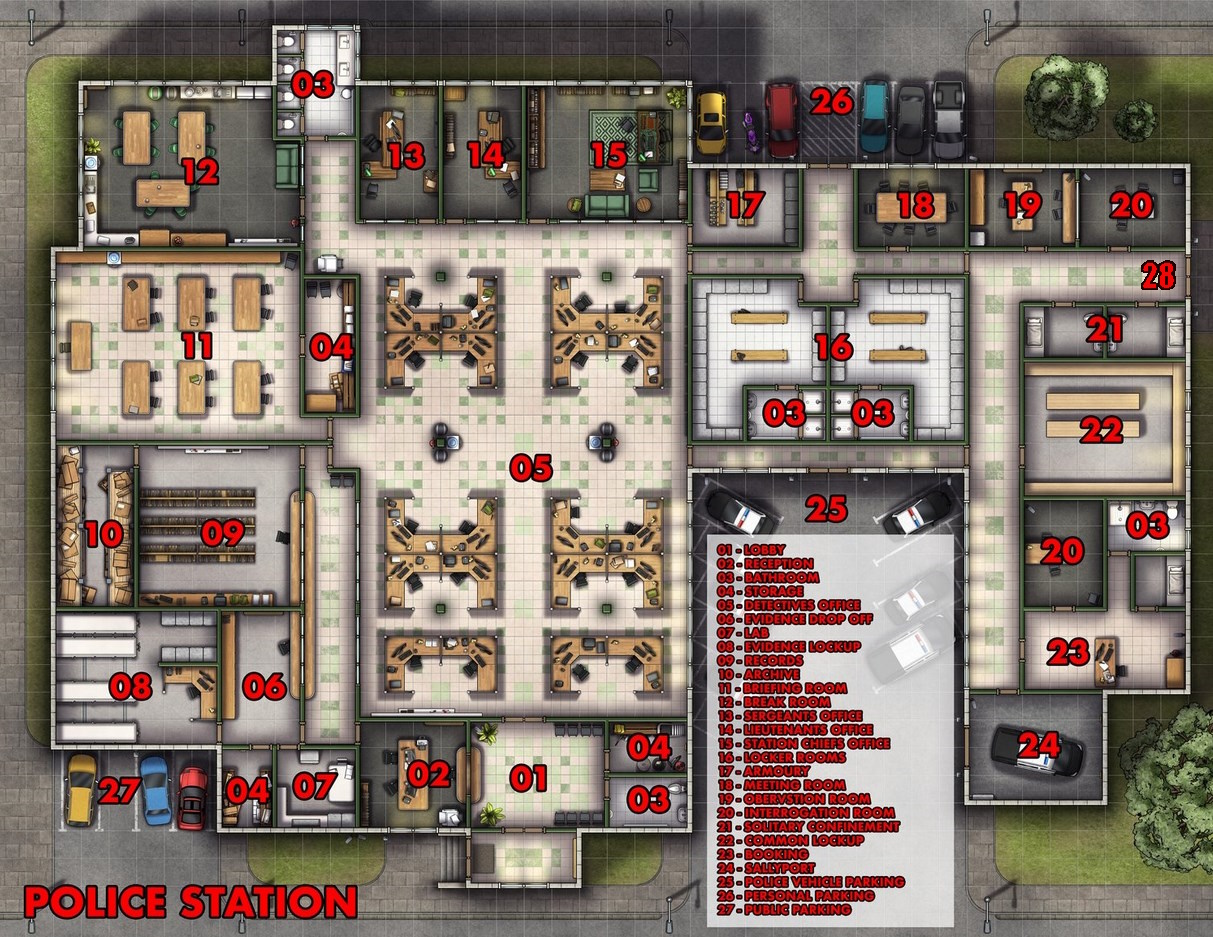 03
26
12
13
14
15
17
18
19
20
28
11
04
16
21
03
03
22
05
10
09
25
20
03
08
06
23
27
04
07
02
01
04
03
24
01 - LOBBY
02 - RECEPTION
03 - BATHROOM
04 - STORAGE
05 - DETECTIVES OFFICE
06 - EVIDENCE DROP OFF
07 - LAB
08 - EVIDENCE LOCKUP
09 - RECORDS
10 - ARCHIVE
11 - BRIEFING ROOM
12 - BREAK ROOM
13 - SERGEANTS OFFICE
14 - LIEUTENANTS OFFICE
15 - STATION CHIEFS OFFICE
16 - LOCKER ROOMS
17 - ARMOURY
18 - MEETING ROOM
19 - OBERVSTION ROOM
20 - INTERROGATION ROOM
21 - SOLITARY CONFINEMENT
22 - COMMON LOCKUP
23 - BOOKING
24 - SALLYPORT
25 - POLICE VEHICLE PARKING
26 - PERSONAL PARKING
27 - PUBLIC PARKING
POLICE STATION